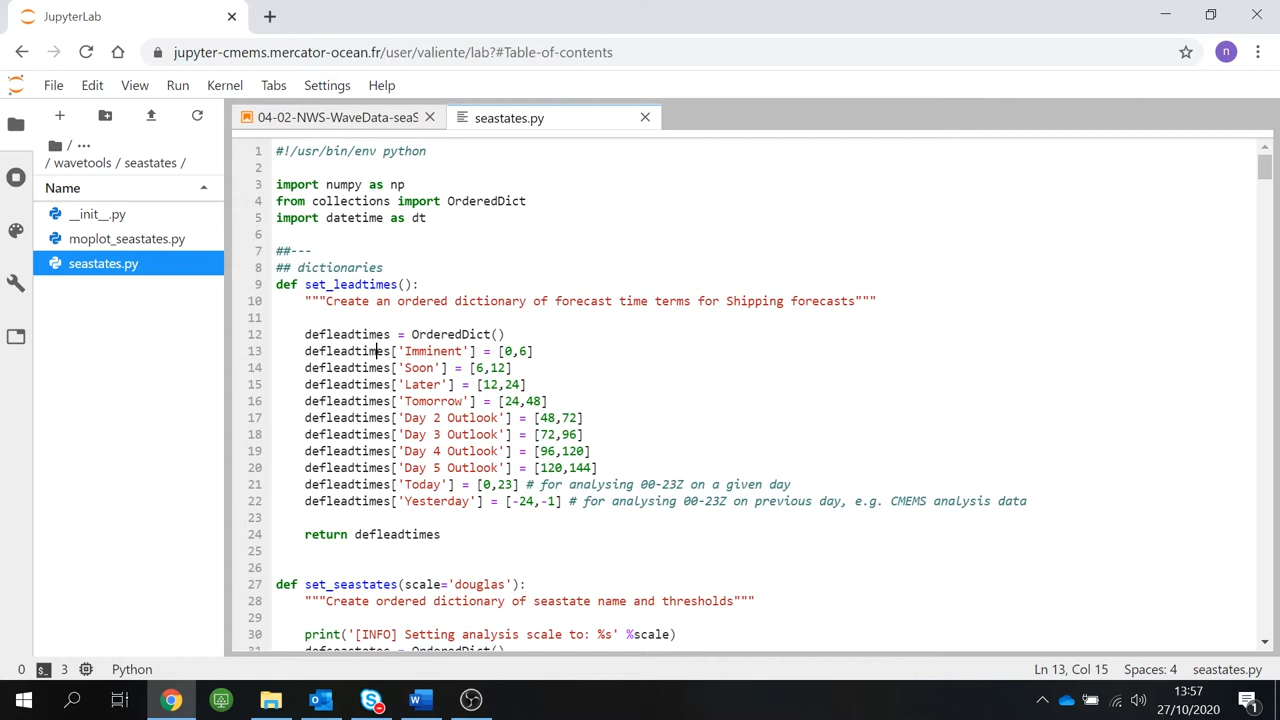 JupyterLab
jupyter-cmems.mercator-ocean.fr/user/valiente/lab?#Table-of-contents
n
File Edit View Run Kernel Tabs Settings Help
04-02-NWS-WaveData-seaS
seastates.py
/ ...
/ wavetools / seastates /
Name
__init__.py
moplot_seastates.py
seastates.py
1 #!/usr/bin/env python
2
3 import numpy as np
4 from collections import OrderedDict
5 import datetime as dt
6
7 ##---
8 ## dictionaries
9 def set_leadtimes():
10 """Create an ordered dictionary of forecast time terms for Shipping forecasts"""
11
12 defleadtimes = OrderedDict()
13 defleadtimes['Imminent'] = [0,6]
14 defleadtimes['Soon'] = [6,12]
15 defleadtimes['Later'] = [12,24]
16 defleadtimes['Tomorrow'] = [24,48]
17 defleadtimes['Day 2 Outlook'] = [48,72]
18 defleadtimes['Day 3 Outlook'] = [72,96]
19 defleadtimes['Day 4 Outlook'] = [96,120]
20 defleadtimes['Day 5 Outlook'] = [120,144]
21 defleadtimes['Today'] = [0,23] # for analysing 00-23Z on a given day
22 defleadtimes['Yesterday'] = [-24,-1] # for analysing 00-23Z on previous day, e.g. CMEMS analysis data
23
24 return defleadtimes
25
26
27 def set_seastates(scale='douglas'):
28 """Create ordered dictionary of seastate name and thresholds"""
29
30 print('[INFO] Setting analysis scale to: %s' %scale)
31 defseastates = OrderedDict()
0 3 Python
Ln 13, Col 15 Spaces: 4 seastates.py
13:57
27/10/2020
1